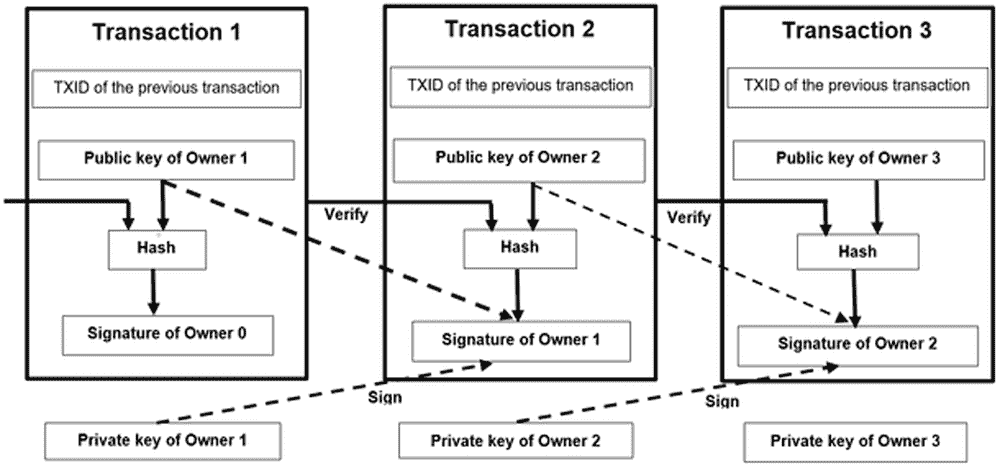 Transaction 1
TXID of the previous transaction
Public key of Owner 1
Hash
Signature of Owner 0
Private key of Owner 1
Verify
Sign
Transaction 2
TXID of the previous transaction
Public key of Owner 2
Hash
Signature of Owner 1
Private key of Owner 2
Verify
Sign
Transaction 3
TXID of the previous transaction
Public key of Owner 3
Hash
Signature of Owner 2
Private key of Owner 3